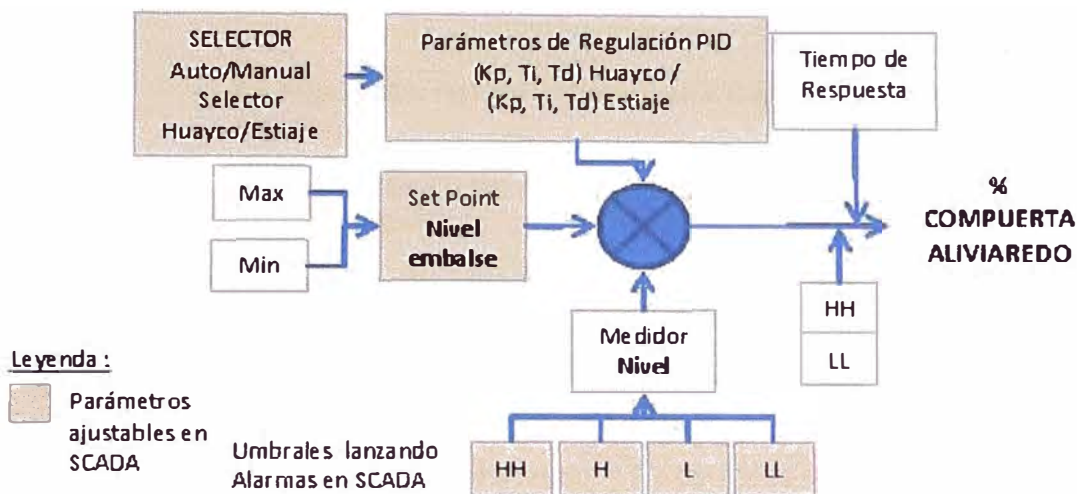 SELECTOR
Auto/Manual
Selector
Huayco/Estiaje
Parámetros de Regulación PID
(Kp, Ti, Td) Huayco/
(Kp, Ti, Td) Estiaje
Tiempo de
Respuesta
Max
Min
Set Point
Nivel
embalse
%
COMPUERTA
ALIVIAREDO
HH
LL
Medidor
Nivel
Leyenda :
Parámetros
ajustables en
SCADA
Umbrales lanzando
Alarmas en SCADA
HH
H
L
LL